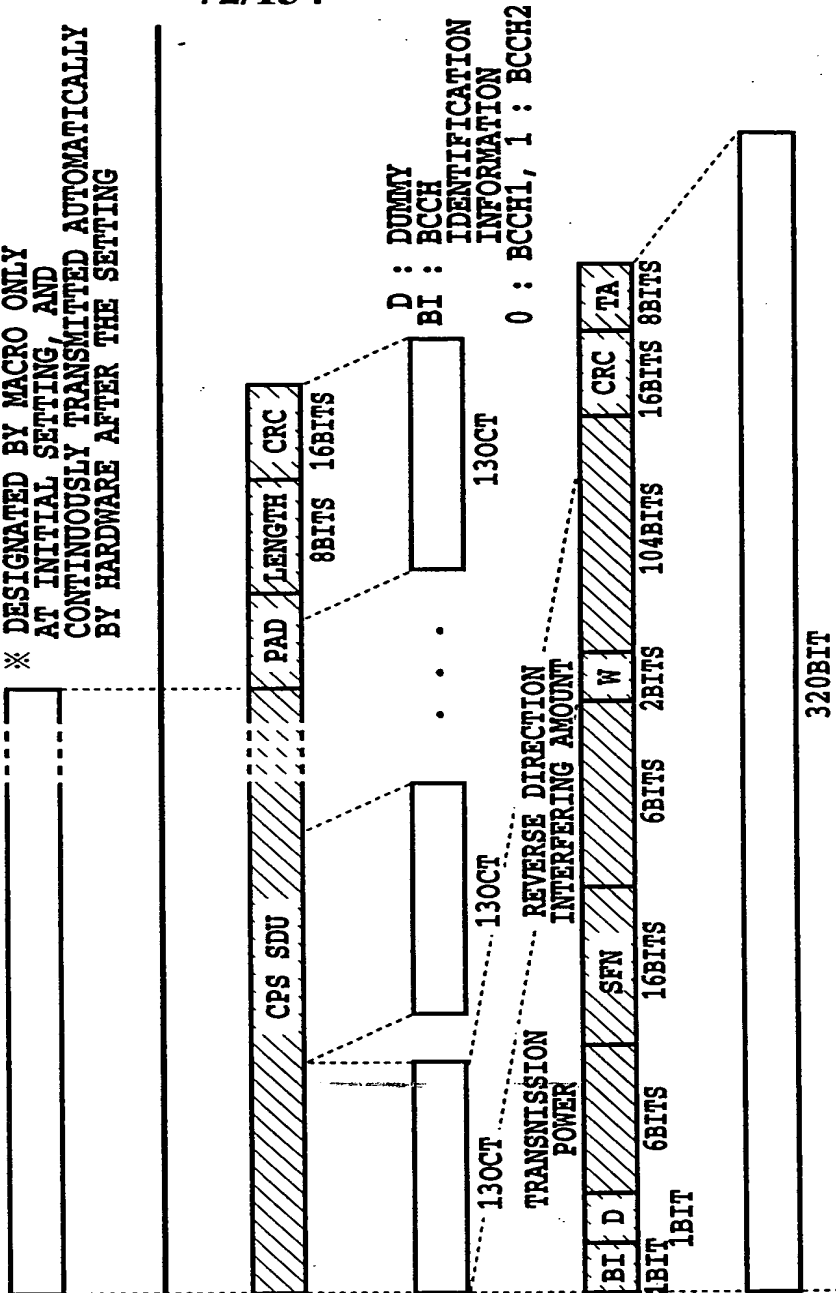 ※ DESIGNATED BY MACRO ONLY
AT INITIAL SETTING, AND
CONTINUOUSLY TRANSMITTED AUTOMATICALLY
BY HARDWARE AFTER THE SETTING
CPS SDU
PAD
LENGTH
CRC
8BITS
16BITS
13OCT
13OCT
13OCT
D : DUMMY
BI : BCCH
IDENTIFICATION
INFORMATION
0 : BCCH1, 1 : BCCH2
TRANSNISSION
POWER
REVERSE DIRECTION
INTERFERING AMOUNT
BI
D
SFN
W
CRC
TA
1BIT
1BIT
6BITS
16BITS
6BITS
2BITS
104BITS
16BITS
8BITS
320BIT